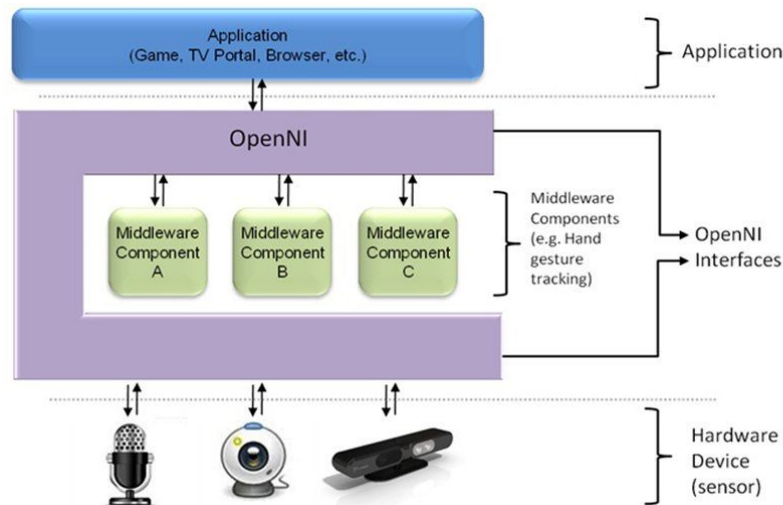 Application
(Game, TV Portal, Browser, etc.)
Application
OpenNI
Middleware
Component
A
Middleware
Component
B
Middleware
Component
C
Middleware
Components
(e.g. Hand
gesture
tracking)
OpenNI
Interfaces
Hardware
Device
(sensor)